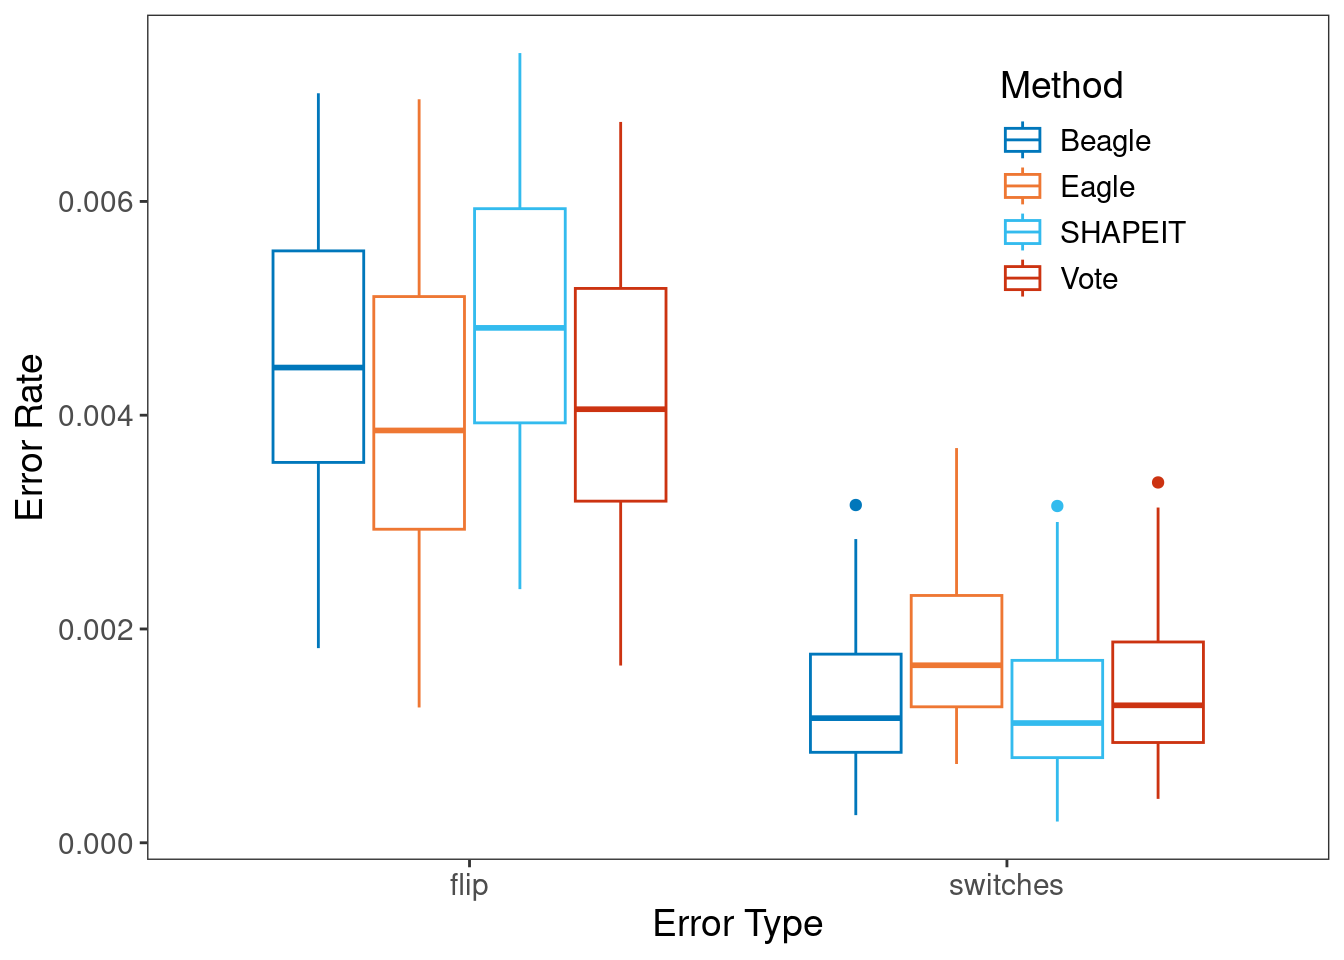 Method
Beagle
Eagle
SHAPEIT
Vote
Error Rate
0.006
0.004
0.002
0.000
flip
switches
Error Type